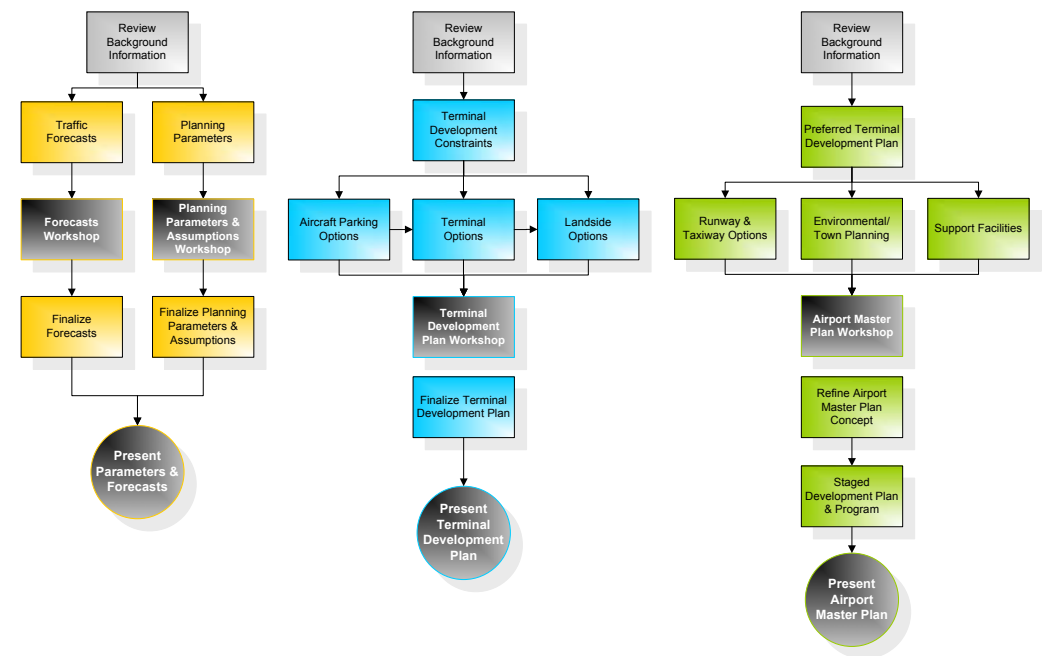 Review
Background
Information
Traffic
Forecasts
Planning
Parameters
Forecasts
Workshop
Planning
Parameters &
Assumptions
Workshop
Finalize
Forecasts
Finalize Planning
Parameters &
Assumptions
Present
Parameters &
Forecasts
Review
Background
Information
Terminal
Development
Constraints
Aircraft Parking
Options
Terminal
Options
Landside
Options
Terminal
Development
Plan Workshop
Finalize Terminal
Development Plan
Present
Terminal
Development
Plan
Review
Background
Information
Preferred Terminal
Development Plan
Runway &
Taxiway Options
Environmental/
Town Planning
Support Facilities
Airport Master
Plan Workshop
Refine Airport
Master Plan
Concept
Staged
Development Plan
& Program
Present
Airport
Master Plan